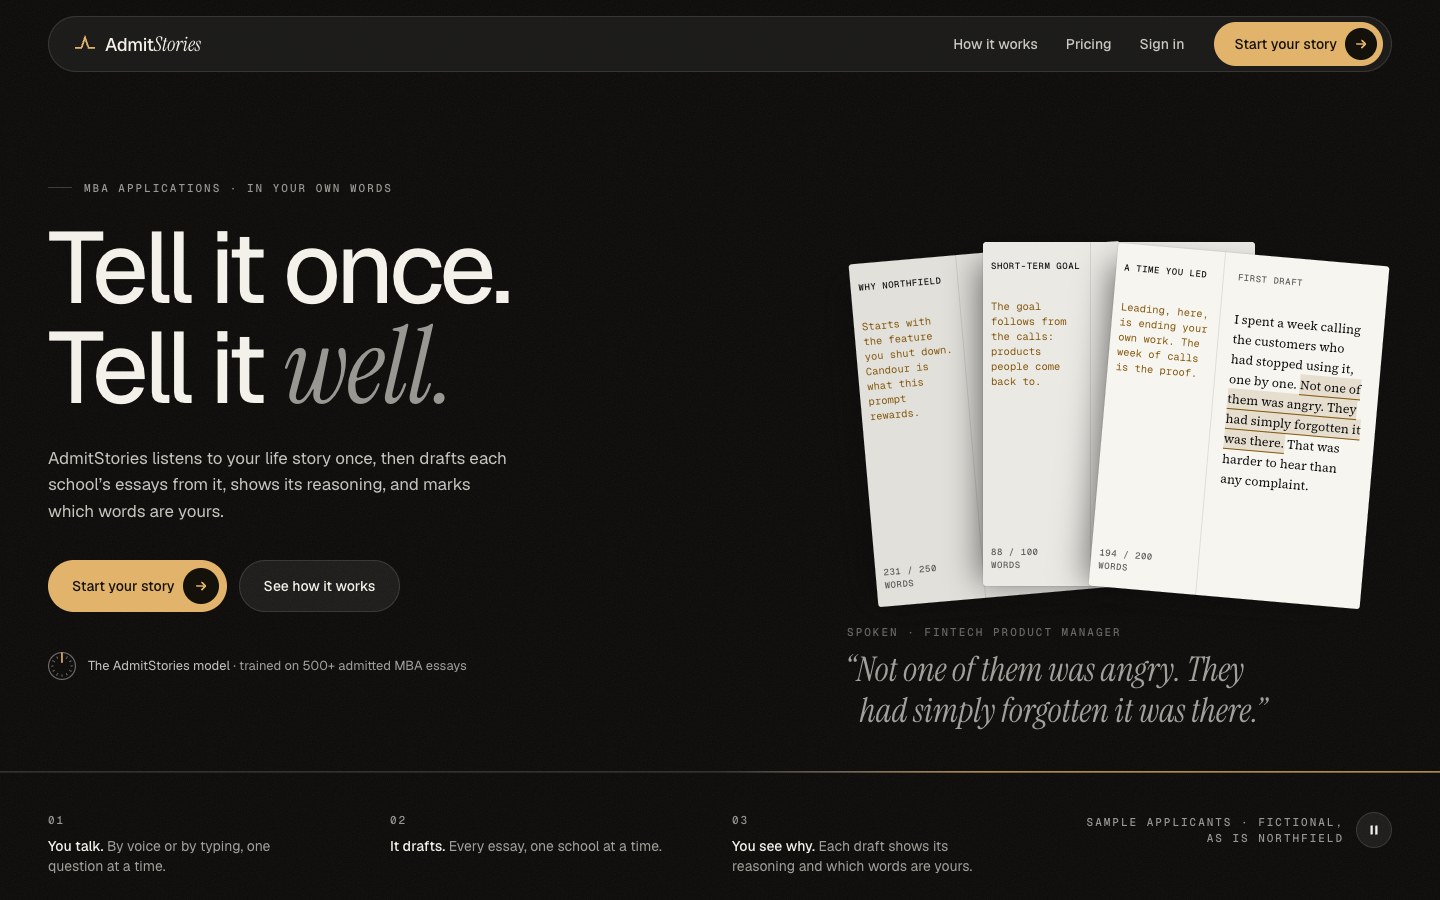 AdmitStories
How it works
Pricing
Sign in
Start your story
MBA APPLICATIONS · IN YOUR OWN WORDS
Tell it once.
Tell it well.
AdmitStories listens to your life story once, then drafts each
school’s essays from it, shows its reasoning, and marks
which words are yours.
Start your story
See how it works
The AdmitStories model · trained on 500+ admitted MBA essays
WHY NORTHFIELD
Starts with
the feature
you shut down.
Candour is
what this
prompt
rewards.
231 / 250
WORDS
SHORT-TERM GOAL
The goal
follows from
the calls:
products
people come
back to.
88 / 100
WORDS
A TIME YOU LED
Leading, here,
is ending your
own work. The
week of calls
is the proof.
194 / 200
WORDS
FIRST DRAFT
I spent a week calling
the customers who
had stopped using it,
one by one. Not one of
them was angry. They
had simply forgotten it
was there. That was
harder to hear than
any complaint.
SPOKEN · FINTECH PRODUCT MANAGER
“Not one of them was angry. They
had simply forgotten it was there.”
01
You talk. By voice or by typing, one
question at a time.
02
It drafts. Every essay, one school at a time.
03
You see why. Each draft shows its
reasoning and which words are yours.
SAMPLE APPLICANTS · FICTIONAL,
AS IS NORTHFIELD